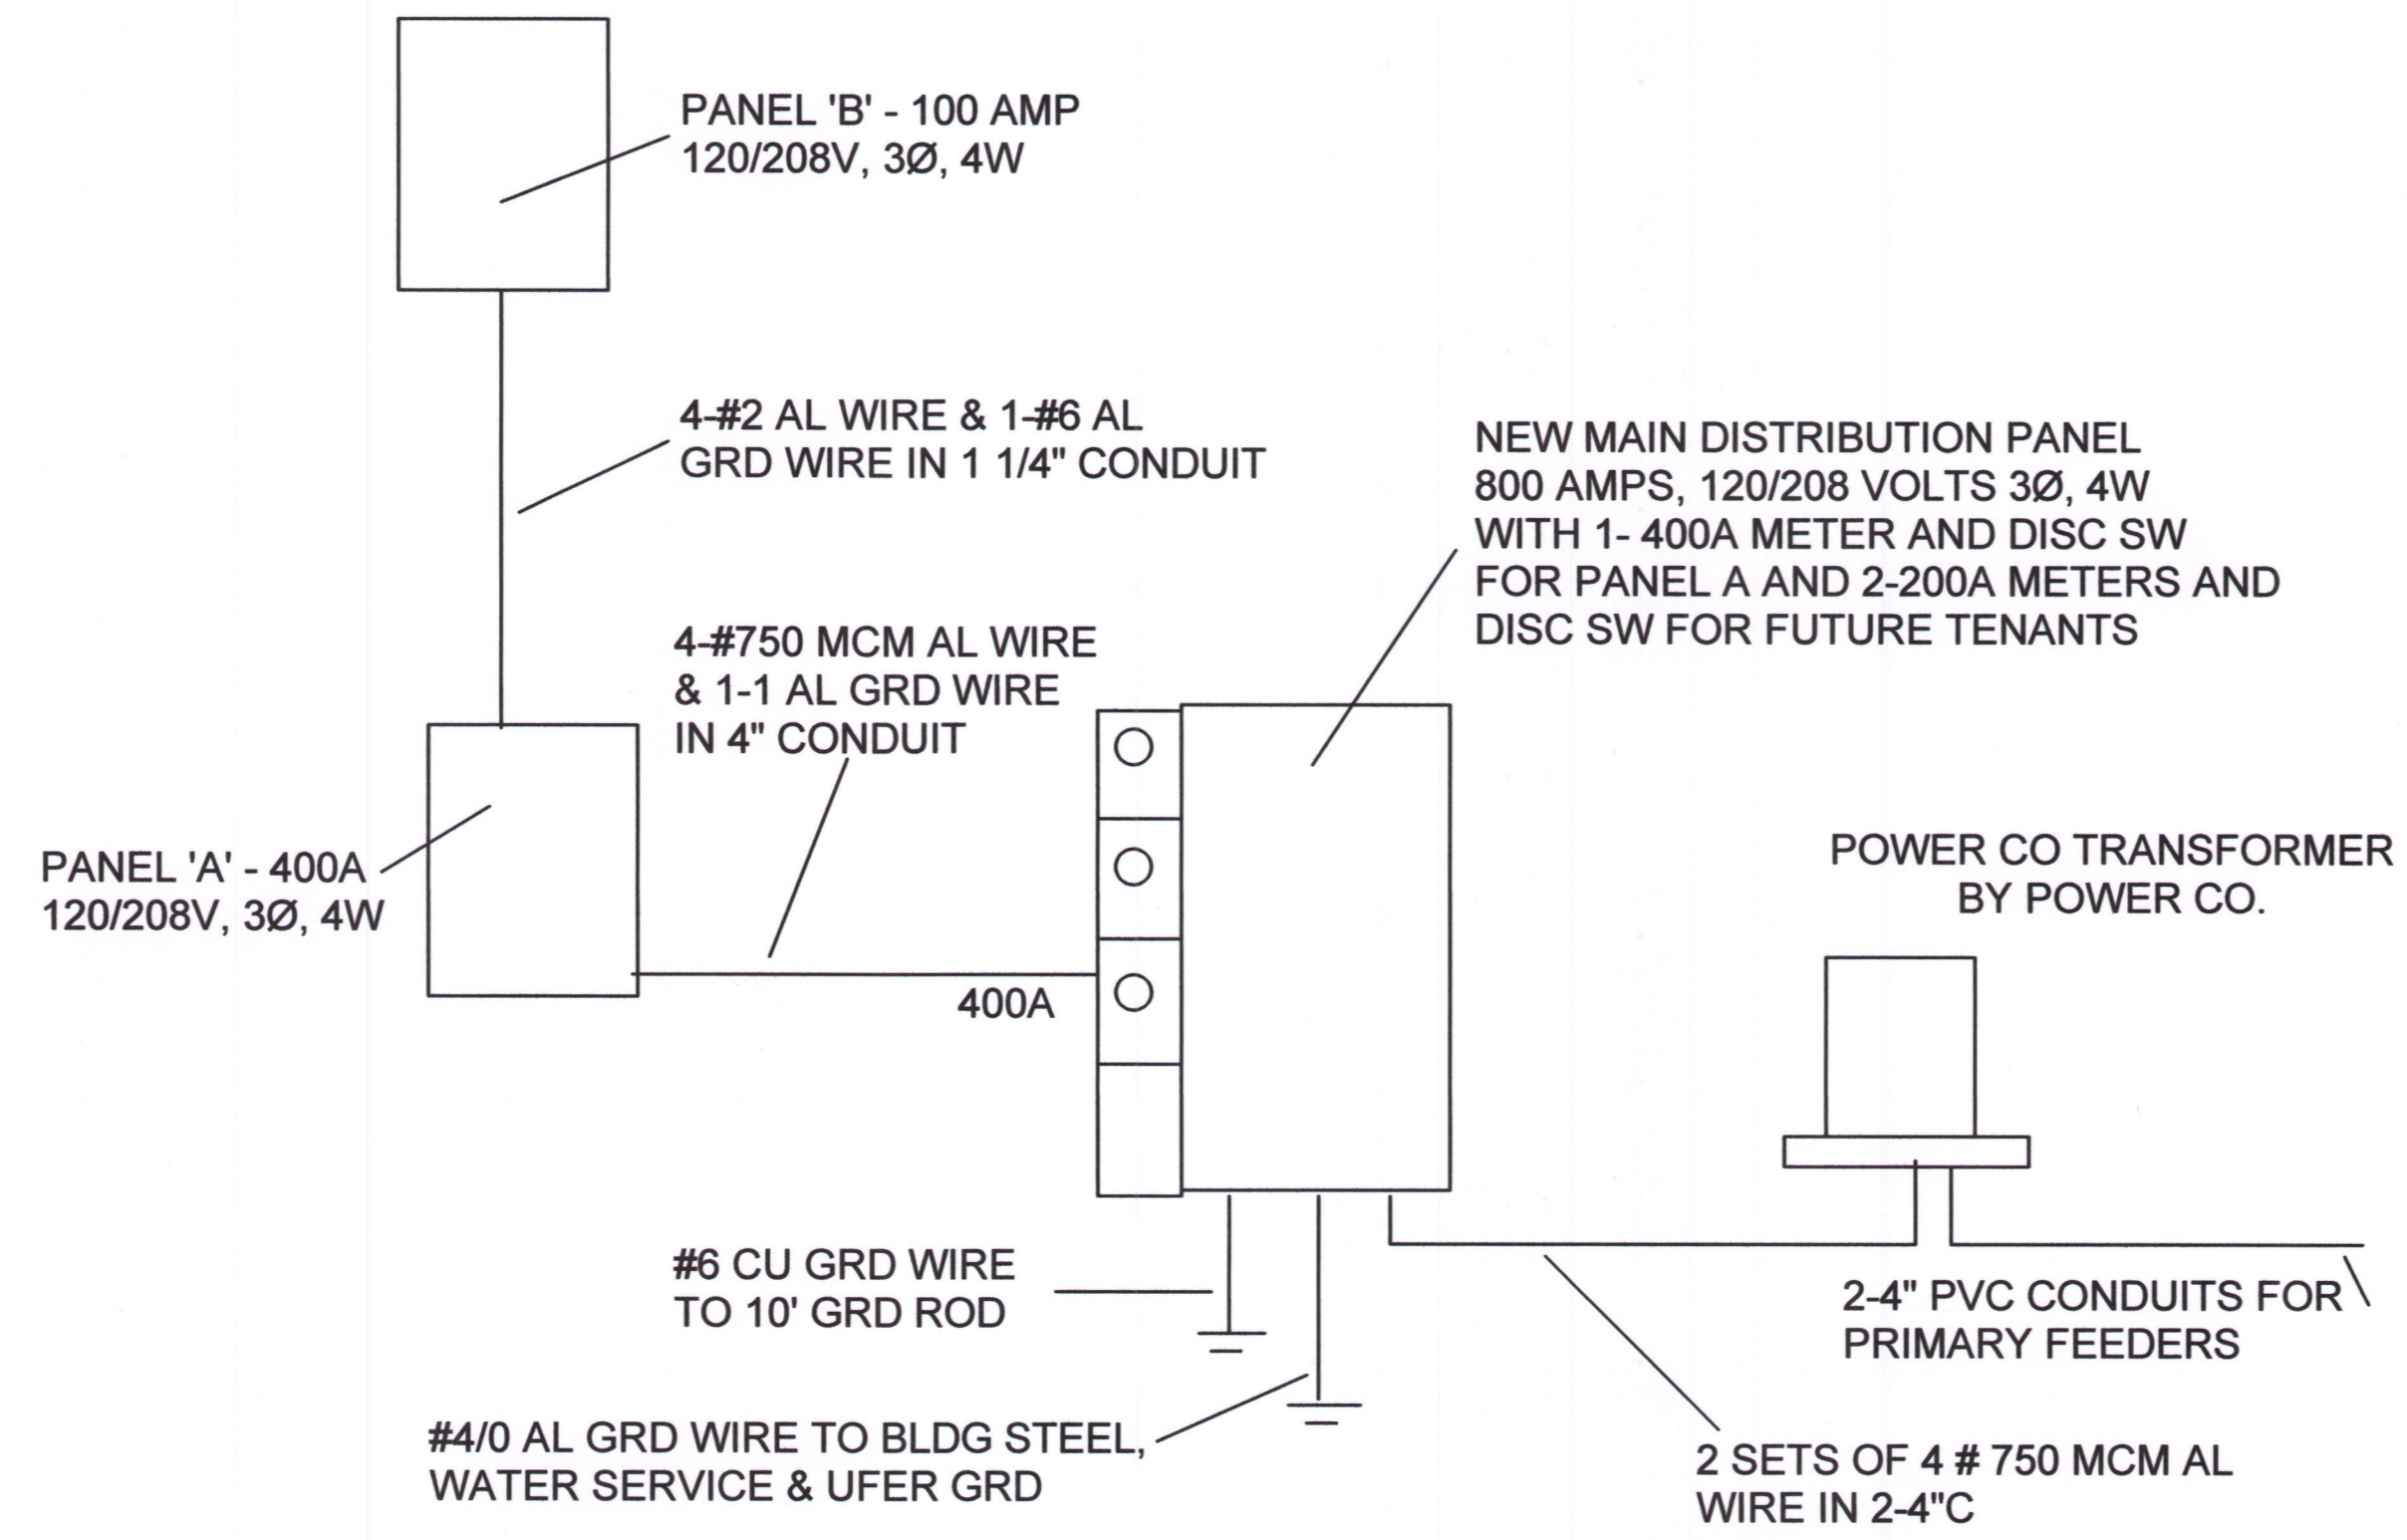 PANEL 'B' - 100 AMP
120/208V, 3Ø, 4W
4-#2 AL WIRE & 1-#6 AL
GRD WIRE IN 1 1/4" CONDUIT
NEW MAIN DISTRIBUTION PANEL
800 AMPS, 120/208 VOLTS 3Ø, 4W
WITH 1- 400A METER AND DISC SW
FOR PANEL A AND 2-200A METERS AND
DISC SW FOR FUTURE TENANTS
4-#750 MCM AL WIRE
& 1-1 AL GRD WIRE
IN 4" CONDUIT
PANEL 'A' - 400A
120/208V, 3Ø, 4W
400A
POWER CO TRANSFORMER
BY POWER CO.
#6 CU GRD WIRE
TO 10' GRD ROD
2-4" PVC CONDUITS FOR
PRIMARY FEEDERS
#4/0 AL GRD WIRE TO BLDG STEEL,
WATER SERVICE & UFER GRD
2 SETS OF 4 # 750 MCM AL
WIRE IN 2-4"C